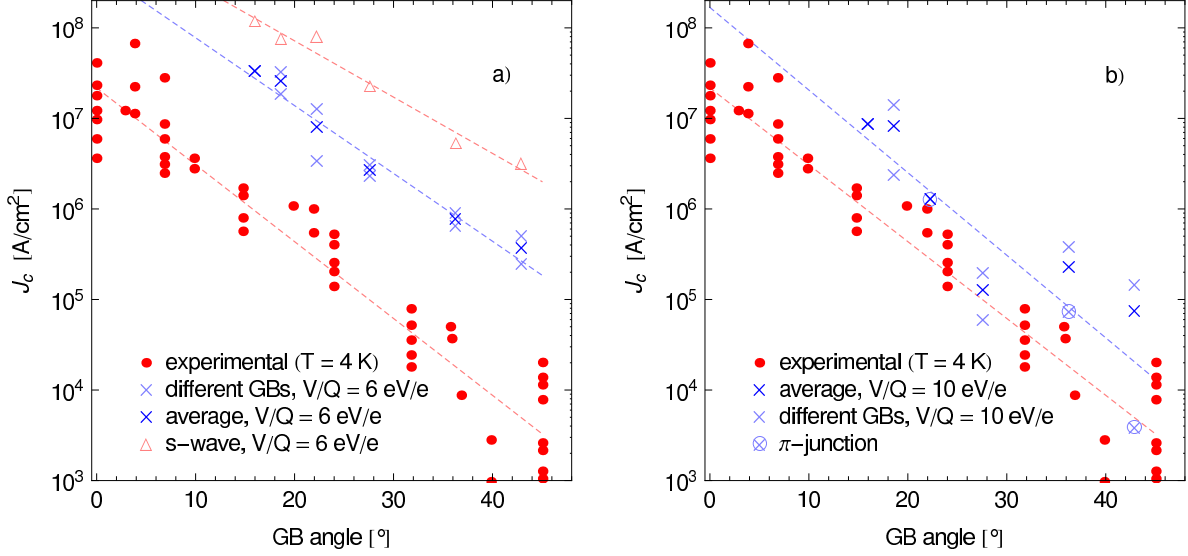 10⁸
10⁷
10⁶
10⁵
10⁴
10³
J_c [A/cm²]
a)
experimental (T = 4 K)
different GBs, V/Q = 6 eV/e
average, V/Q = 6 eV/e
s−wave, V/Q = 6 eV/e
0 10 20 30 40
GB angle [°]
10⁸
10⁷
10⁶
10⁵
10⁴
10³
J_c [A/cm²]
b)
experimental (T = 4 K)
average, V/Q = 10 eV/e
different GBs, V/Q = 10 eV/e
π−junction
0 10 20 30 40
GB angle [°]